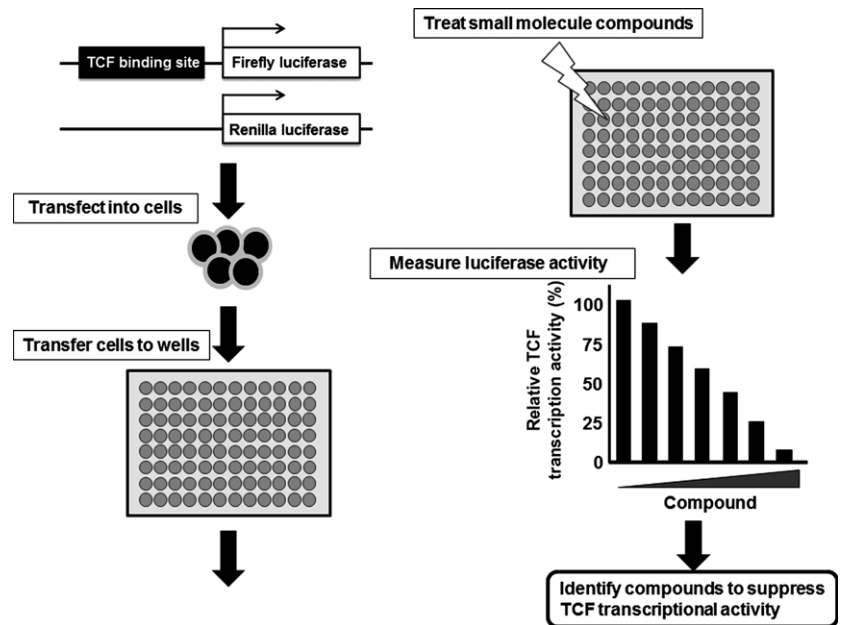 TCF binding site
Firefly luciferase
Renilla luciferase
Transfect into cells
Transfer cells to wells
Treat small molecule compounds
Measure luciferase activity
Relative TCF
transcription activity (%)
100
75
50
25
0
Compound
Identify compounds to suppress
TCF transcriptional activity